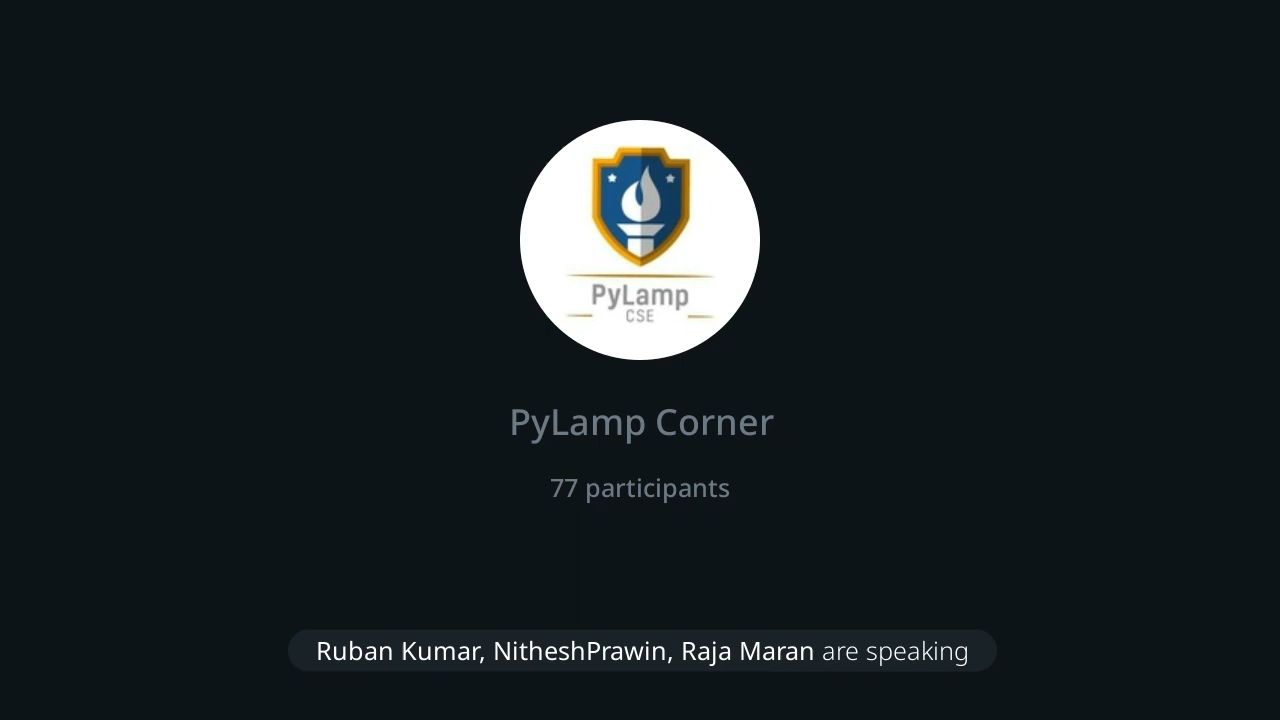 PyLamp
CSE
PyLamp Corner
77 participants
Ruban Kumar, NitheshPrawin, Raja Maran are speaking